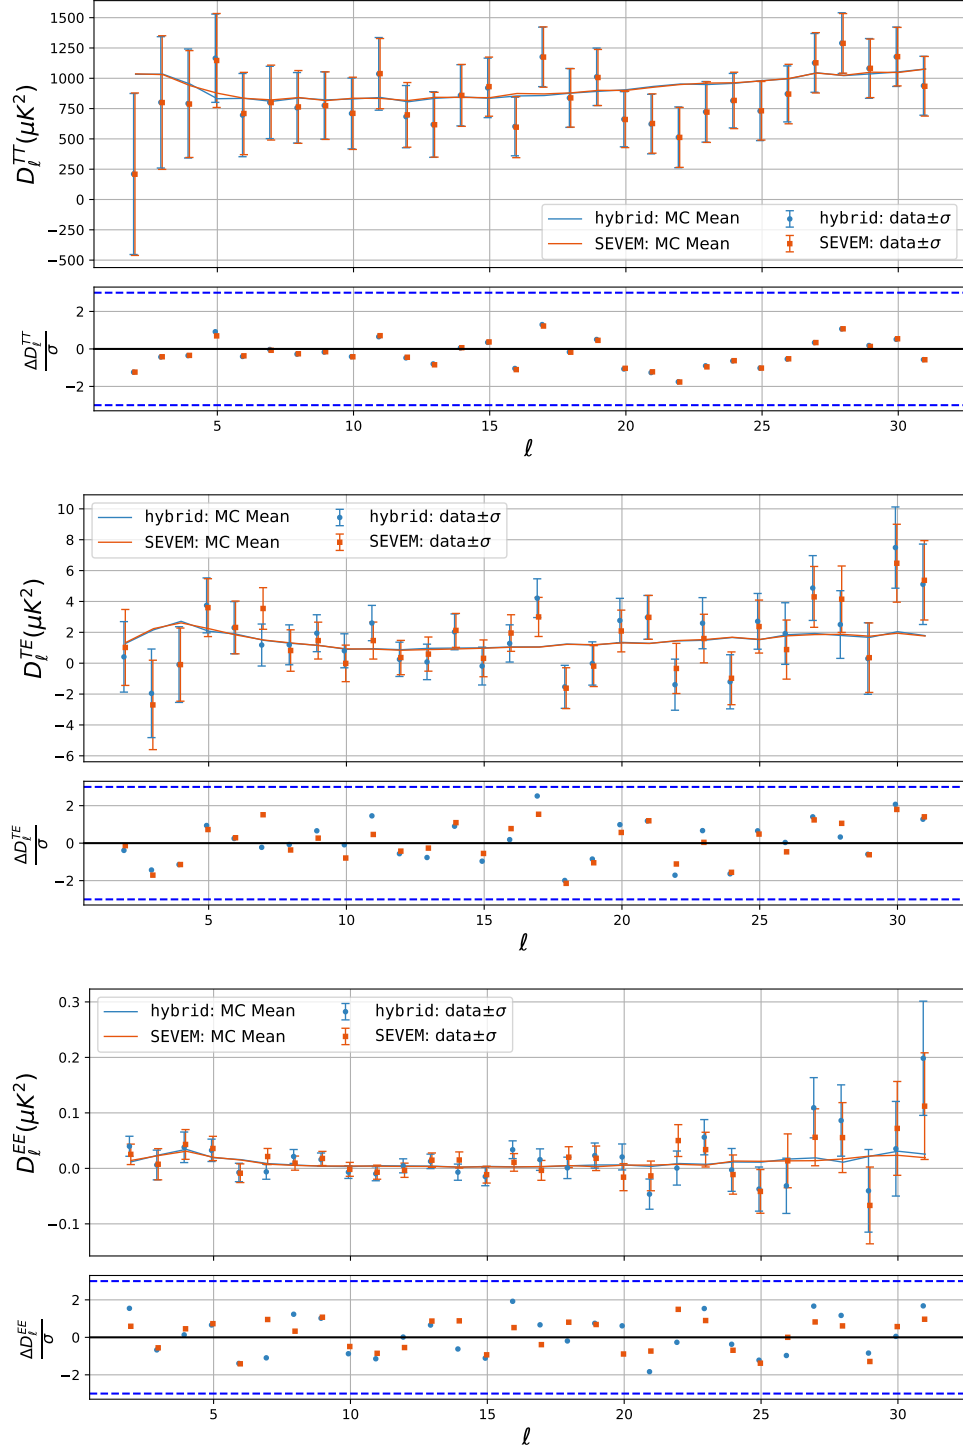 1500
1250
1000
750
500
250
0
−250
−500
D_ℓ^{TT}(μK²)
hybrid: MC Mean
SEVEM: MC Mean
hybrid: data±σ
SEVEM: data±σ
2
0
−2
ΔD_ℓ^{TT}
σ
5 10 15 20 25 30
ℓ
10
8
6
4
2
0
−2
−4
−6
D_ℓ^{TE}(μK²)
hybrid: MC Mean
SEVEM: MC Mean
hybrid: data±σ
SEVEM: data±σ
2
0
−2
ΔD_ℓ^{TE}
σ
5 10 15 20 25 30
ℓ
0.3
0.2
0.1
0.0
−0.1
D_ℓ^{EE}(μK²)
hybrid: MC Mean
SEVEM: MC Mean
hybrid: data±σ
SEVEM: data±σ
2
0
−2
ΔD_ℓ^{EE}
σ
5 10 15 20 25 30
ℓ